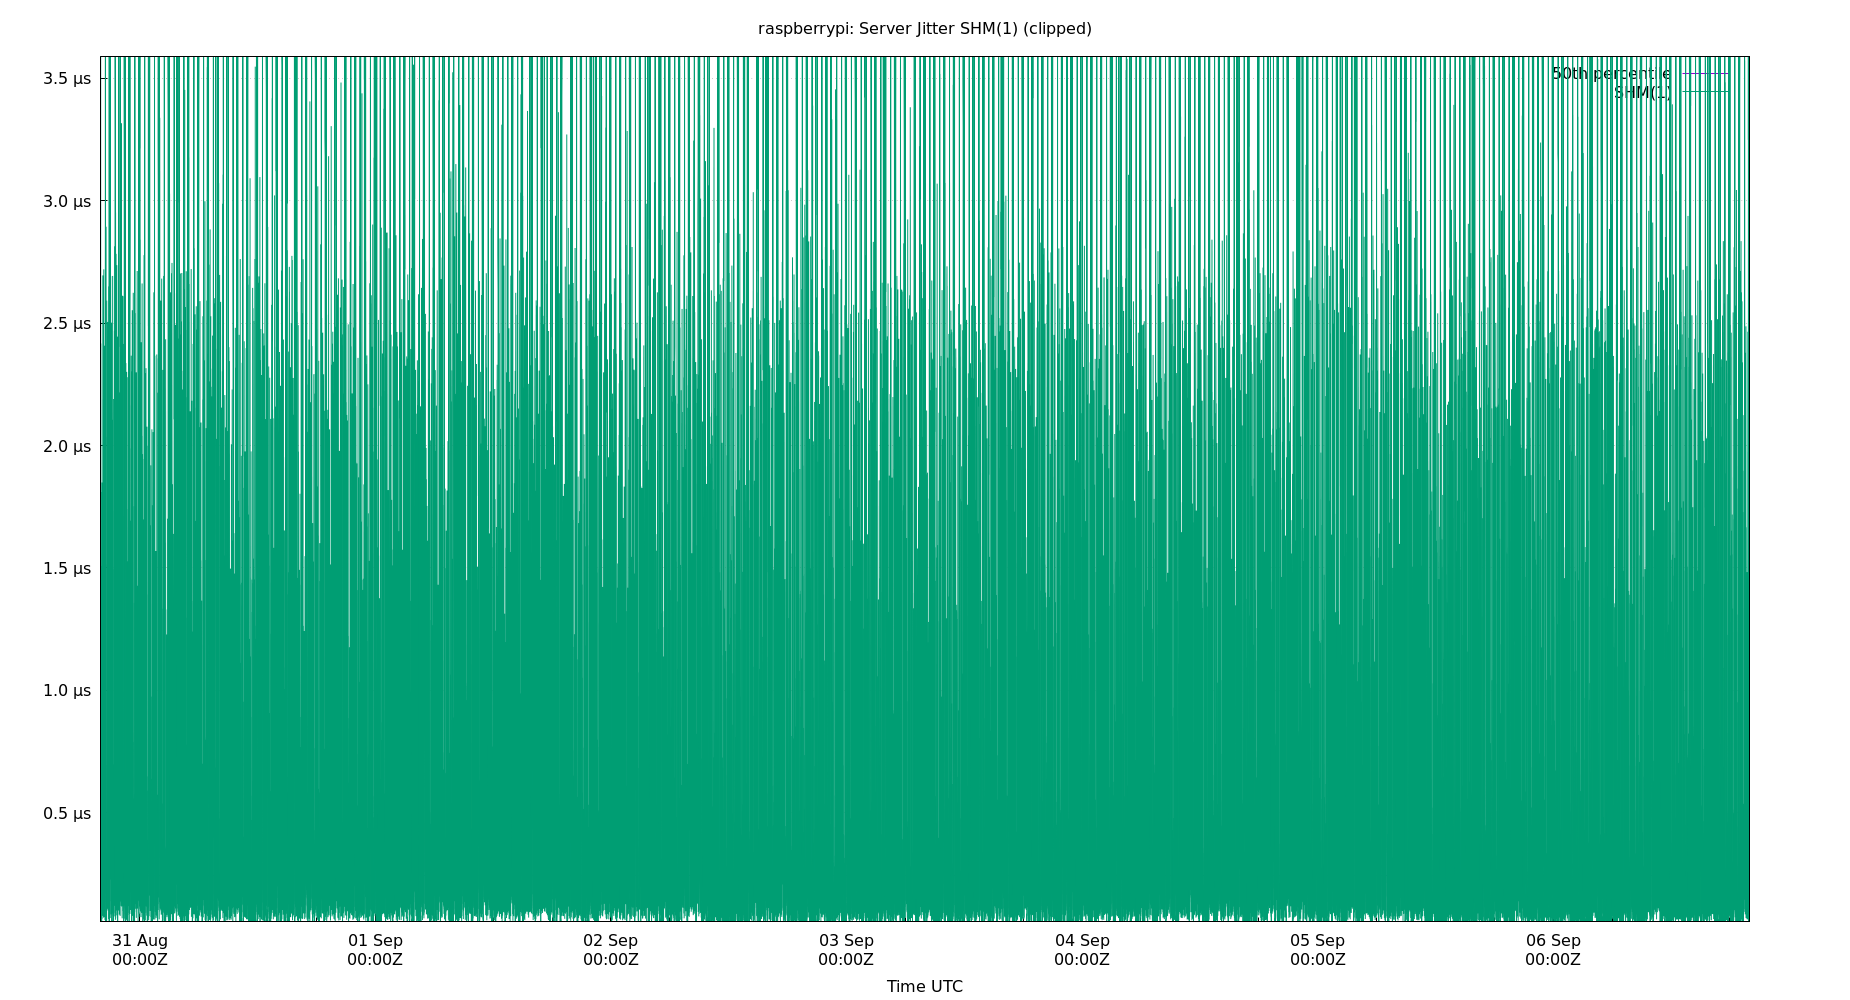 raspberrypi: Server Jitter SHM(1) (clipped)
3.5 µs
50th percentile
SHM(1)
3.0 µs
2.5 µs
2.0 µs
1.5 µs
1.0 µs
0.5 µs
31 Aug 01 Sep 02 Sep 03 Sep 04 Sep 05 Sep 06 Sep
00:00Z 00:00Z 00:00Z 00:00Z 00:00Z 00:00Z 00:00Z
Time UTC